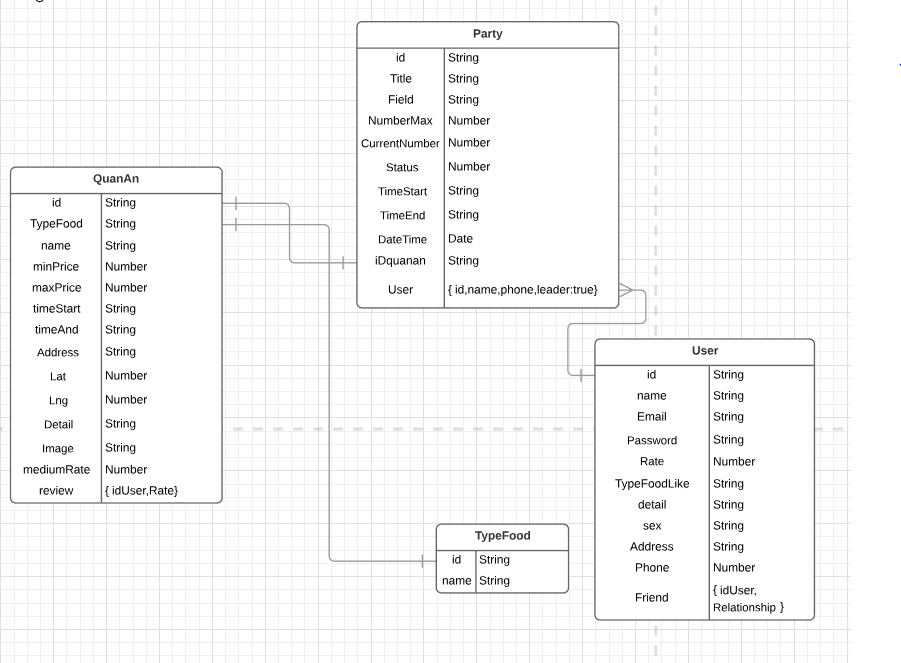 Party
id String
Title String
Field String
NumberMax Number
CurrentNumber Number
Status Number
TimeStart String
TimeEnd String
DateTime Date
iDquanan String
User { id,name,phone,leader:true}
QuanAn
id String
TypeFood String
name String
minPrice Number
maxPrice Number
timeStart String
timeAnd String
Address String
Lat Number
Lng Number
Detail String
Image String
mediumRate Number
review { idUser,Rate}
User
id String
name String
Email String
Password String
Rate Number
TypeFoodLike String
detail String
sex String
Address String
Phone Number
Friend { idUser,
Relationship }
TypeFood
id String
name String